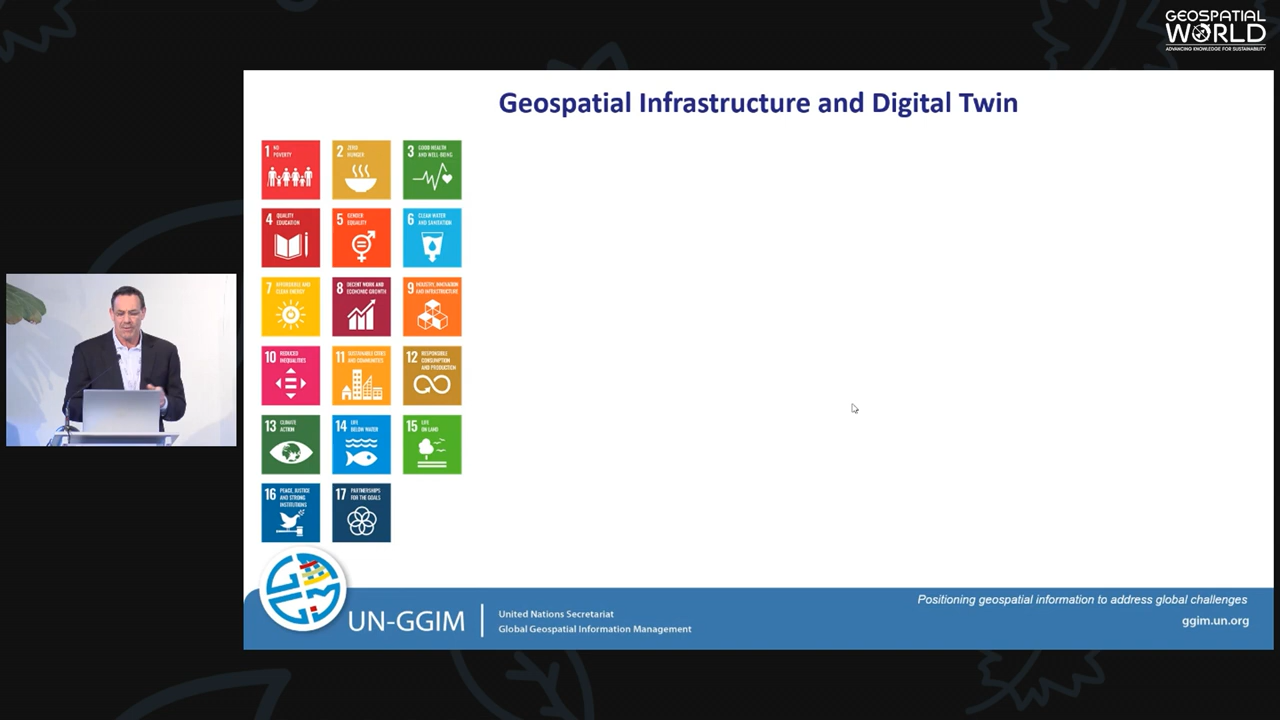 GEOSPATIAL
WORLD
ADVANCING KNOWLEDGE FOR SUSTAINABILITY
Geospatial Infrastructure and Digital Twin
1 NO
POVERTY
2 ZERO
HUNGER
3 GOOD HEALTH
AND WELL-BEING
4 QUALITY
EDUCATION
5 GENDER
EQUALITY
6 CLEAN WATER
AND SANITATION
7 AFFORDABLE AND
CLEAN ENERGY
8 DECENT WORK AND
ECONOMIC GROWTH
9 INDUSTRY, INNOVATION
AND INFRASTRUCTURE
10 REDUCED
INEQUALITIES
11 SUSTAINABLE CITIES
AND COMMUNITIES
12 RESPONSIBLE
CONSUMPTION
AND PRODUCTION
13 CLIMATE
ACTION
14 LIFE
BELOW WATER
15 LIFE
ON LAND
16 PEACE, JUSTICE
AND STRONG
INSTITUTIONS
17 PARTNERSHIPS
FOR THE GOALS
UN-GGIM
United Nations Secretariat
Global Geospatial Information Management
Positioning geospatial information to address global challenges
ggim.un.org